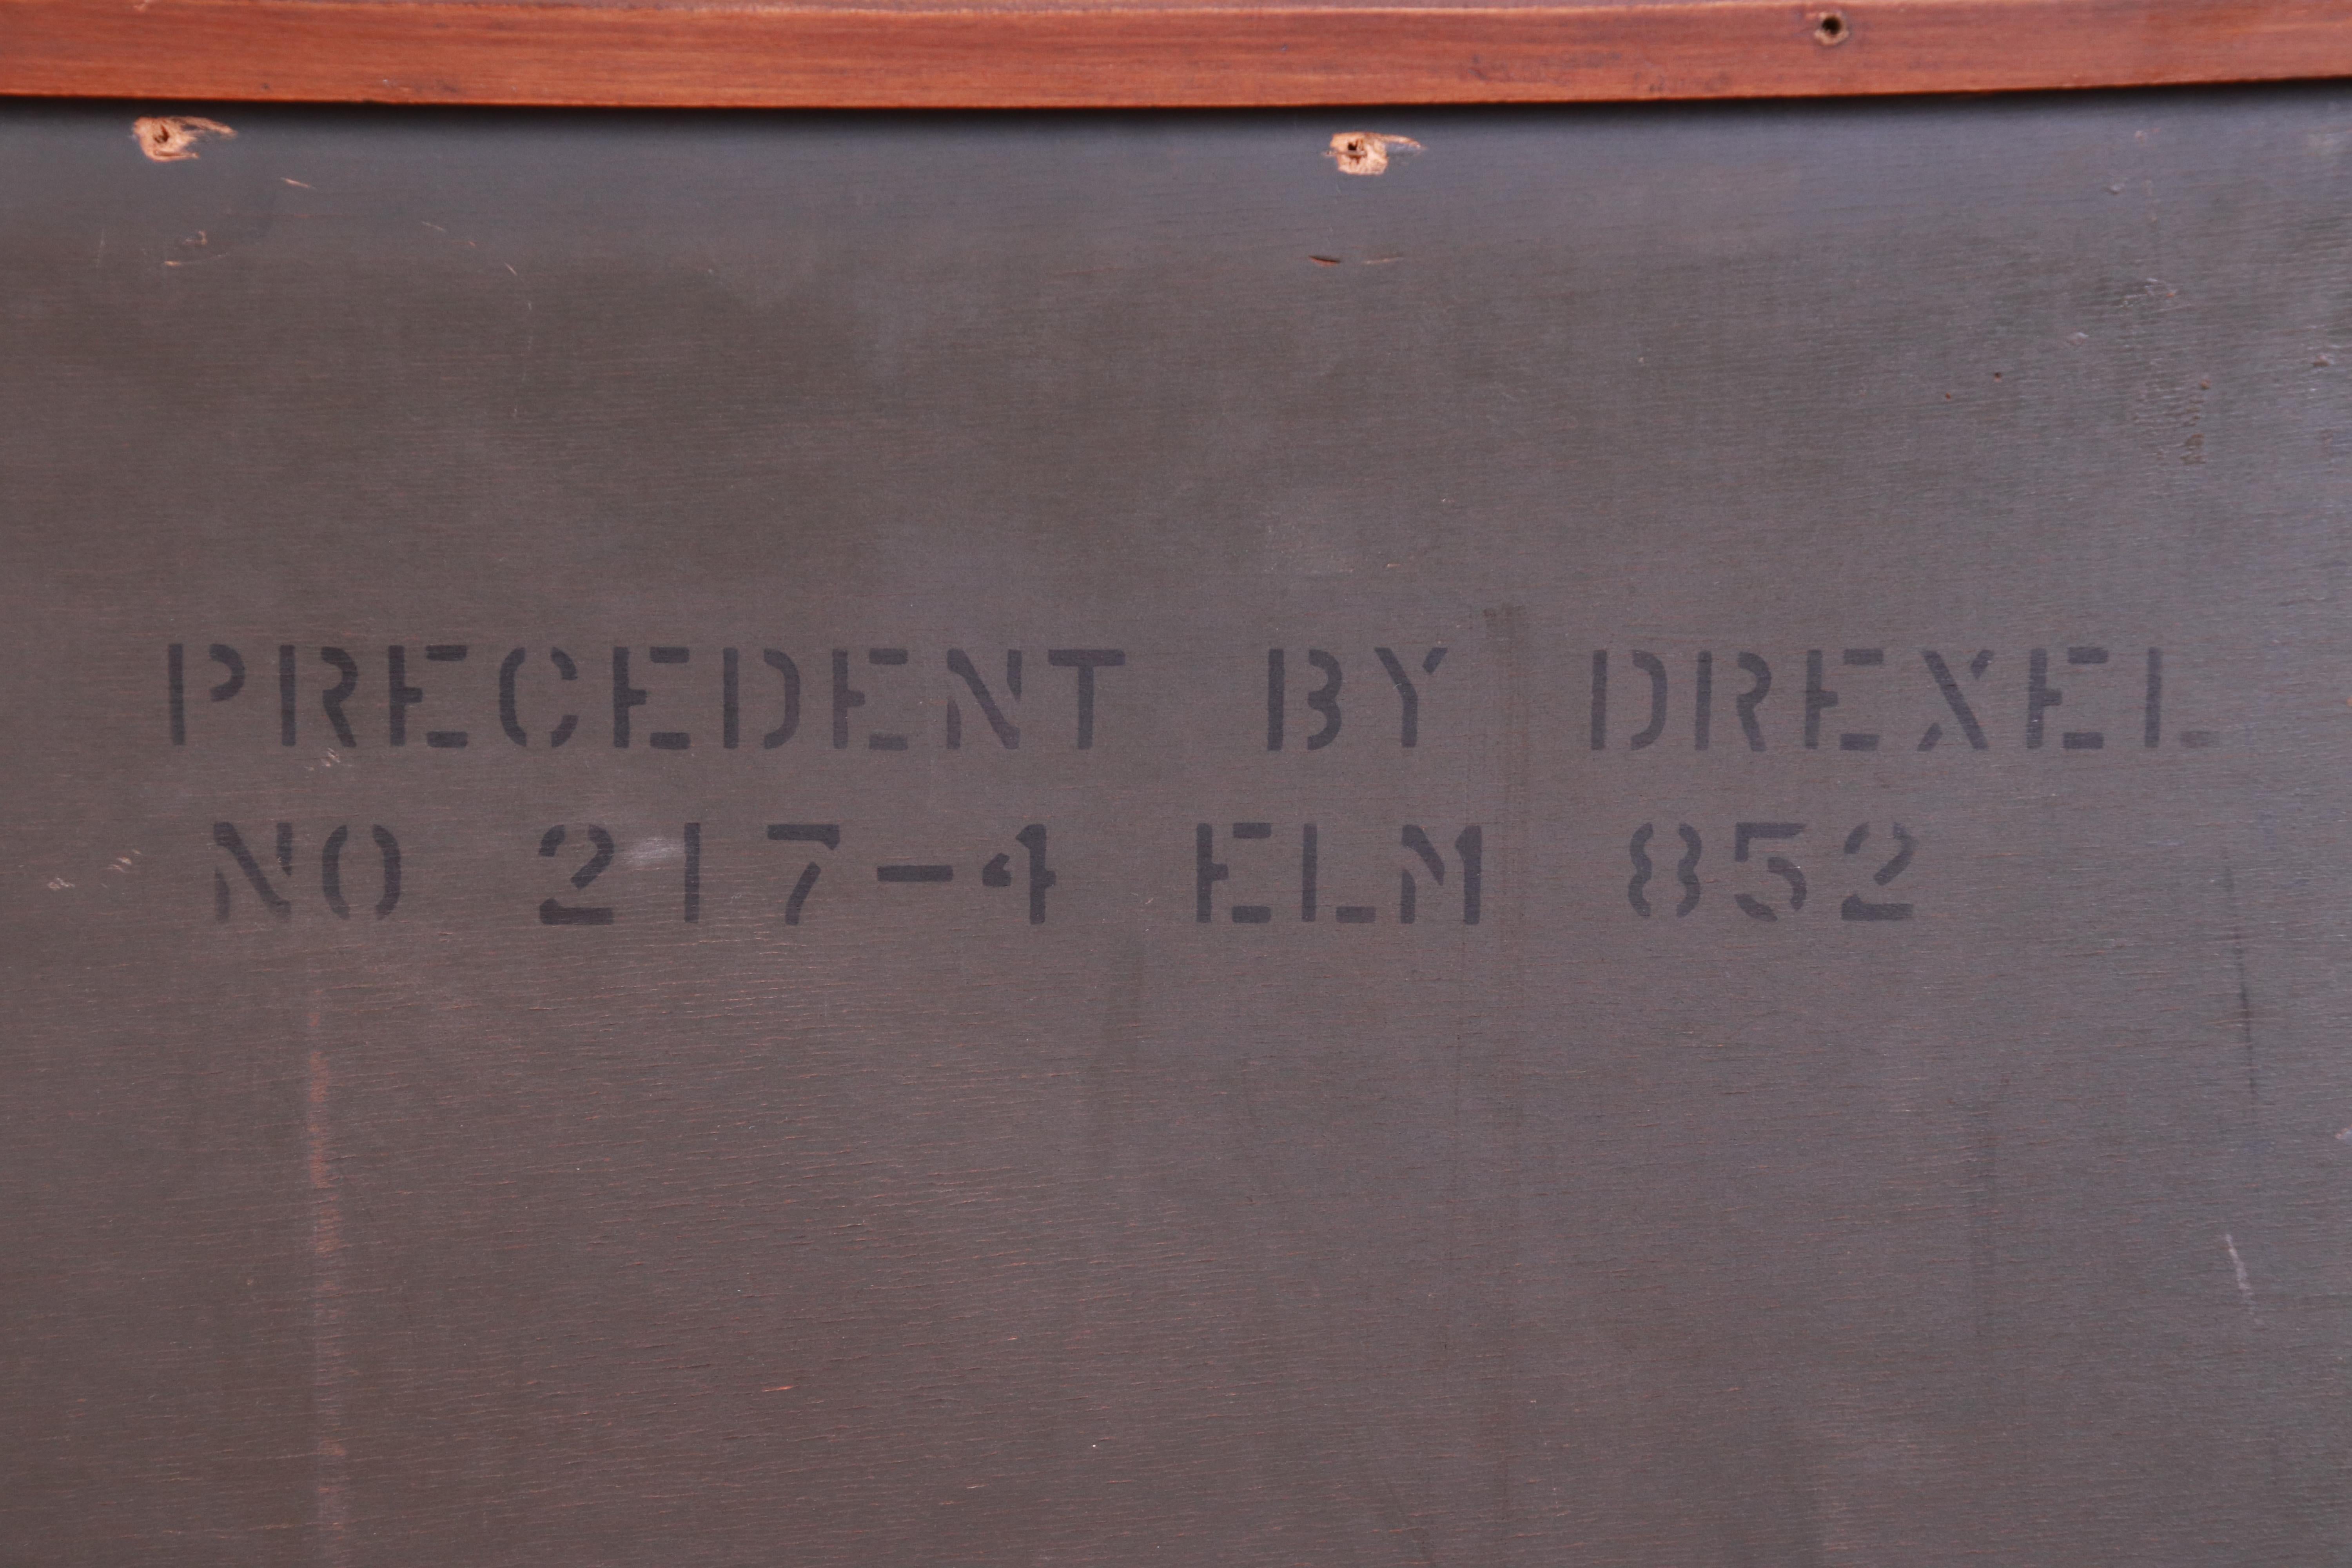 PRECEDENT BY DREXEL
NO 217-4 ELM 852